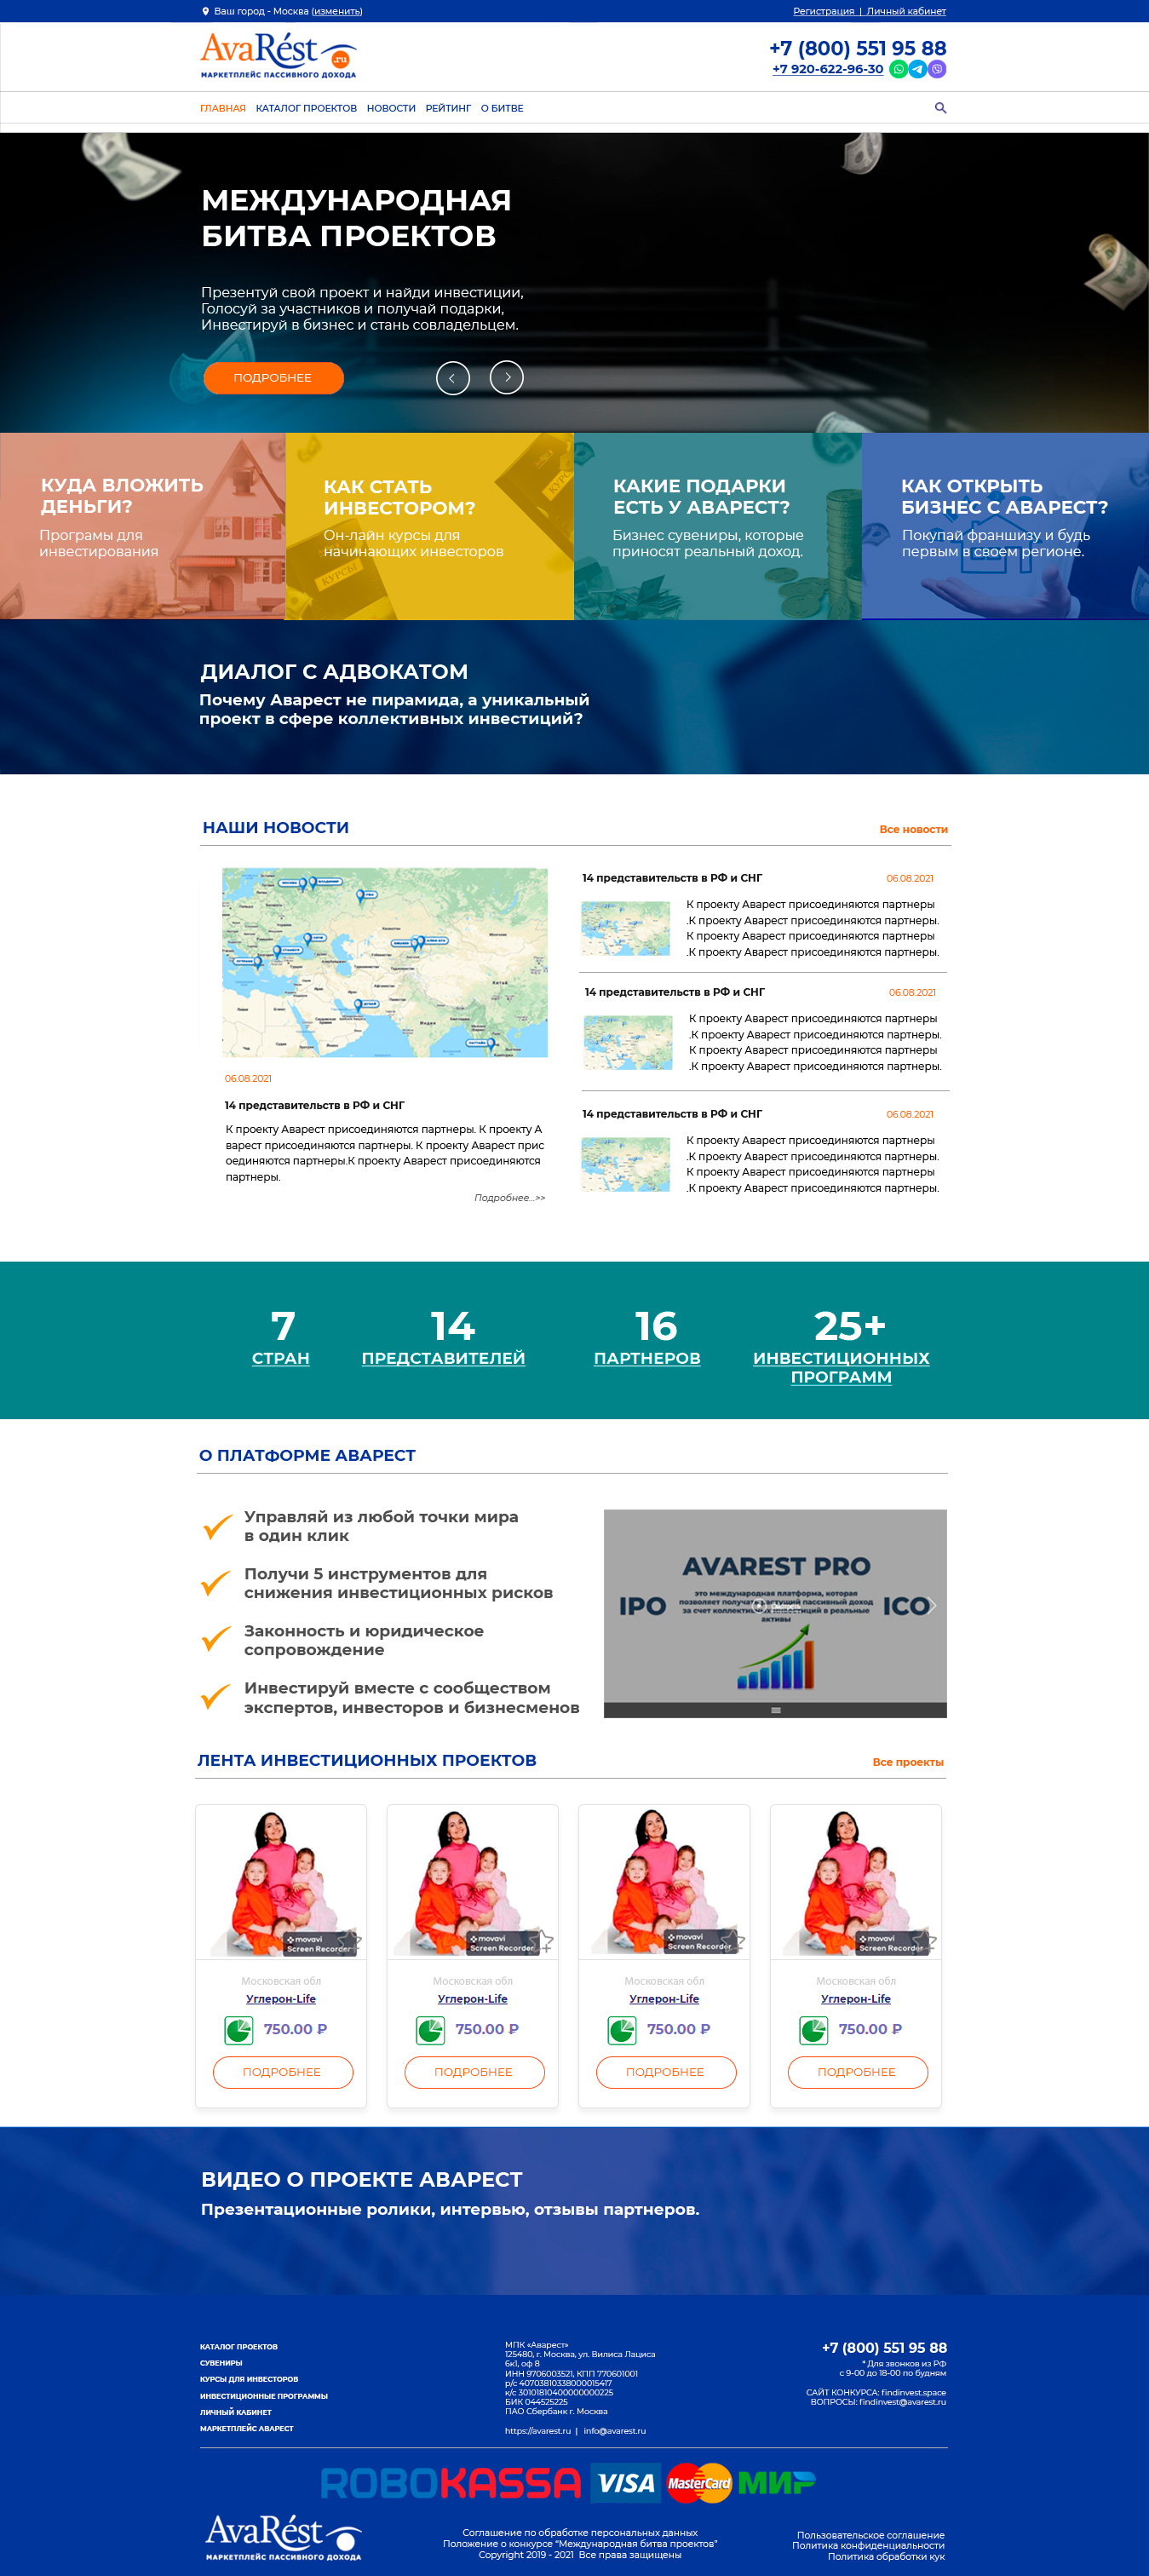 Ваш город - Москва (изменить)
Регистрация | Личный кабинет
AvaRést.ru
МАРКЕТПЛЕЙС ПАССИВНОГО ДОХОДА
+7 (800) 551 95 88
+7 920-622-96-30
ГЛАВНАЯ КАТАЛОГ ПРОЕКТОВ НОВОСТИ РЕЙТИНГ О БИТВЕ
МЕЖДУНАРОДНАЯ
БИТВА ПРОЕКТОВ
Презентуй свой проект и найди инвестиции,
Голосуй за участников и получай подарки,
Инвестируй в бизнес и стань совладельцем.
ПОДРОБНЕЕ
КУДА ВЛОЖИТЬ
ДЕНЬГИ?
Програмы для
инвестирования
КАК СТАТЬ
ИНВЕСТОРОМ?
Он-лайн курсы для
начинающих инвесторов
КУРСЫ
КУРСЫ
КАКИЕ ПОДАРКИ
ЕСТЬ У АВАРЕСТ?
Бизнес сувениры, которые
приносят реальный доход.
КАК ОТКРЫТЬ
БИЗНЕС С АВАРЕСТ?
Покупай франшизу и будь
первым в своем регионе.
ДИАЛОГ С АДВОКАТОМ
Почему Аварест не пирамида, а уникальный
проект в сфере коллективных инвестиций?
НАШИ НОВОСТИ
Все новости
06.08.2021
14 представительств в РФ и СНГ
К проекту Аварест присоединяются партнеры. К проекту А
варест присоединяются партнеры. К проекту Аварест прис
оединяются партнеры.К проекту Аварест присоединяются
партнеры.
Подробнее...>>
14 представительств в РФ и СНГ
06.08.2021
К проекту Аварест присоединяются партнеры
.К проекту Аварест присоединяются партнеры.
К проекту Аварест присоединяются партнеры
.К проекту Аварест присоединяются партнеры.
14 представительств в РФ и СНГ
06.08.2021
К проекту Аварест присоединяются партнеры
.К проекту Аварест присоединяются партнеры.
К проекту Аварест присоединяются партнеры
.К проекту Аварест присоединяются партнеры.
14 представительств в РФ и СНГ
06.08.2021
К проекту Аварест присоединяются партнеры
.К проекту Аварест присоединяются партнеры.
К проекту Аварест присоединяются партнеры
.К проекту Аварест присоединяются партнеры.
7
СТРАН
14
ПРЕДСТАВИТЕЛЕЙ
16
ПАРТНЕРОВ
25+
ИНВЕСТИЦИОННЫХ
ПРОГРАММ
О ПЛАТФОРМЕ АВАРЕСТ
Управляй из любой точки мира
в один клик
Получи 5 инструментов для
снижения инвестиционных рисков
Законность и юридическое
сопровождение
Инвестируй вместе с сообществом
экспертов, инвесторов и бизнесменов
AVAREST PRO
это международная платформа, которая
позволяет получать текущий пассивный доход
за счет коллективных инвестиций в реальные
активы
IPO
ICO
ЛЕНТА ИНВЕСТИЦИОННЫХ ПРОЕКТОВ
Все проекты
movavi
Screen Recorder
Московская обл
Углерон-Life
750.00 ₽
ПОДРОБНЕЕ
movavi
Screen Recorder
Московская обл
Углерон-Life
750.00 ₽
ПОДРОБНЕЕ
movavi
Screen Recorder
Московская обл
Углерон-Life
750.00 ₽
ПОДРОБНЕЕ
movavi
Screen Recorder
Московская обл
Углерон-Life
750.00 ₽
ПОДРОБНЕЕ
ВИДЕО О ПРОЕКТЕ АВАРЕСТ
Презентационные ролики, интервью, отзывы партнеров.
КАТАЛОГ ПРОЕКТОВ
СУВЕНИРЫ
КУРСЫ ДЛЯ ИНВЕСТОРОВ
ИНВЕСТИЦИОННЫЕ ПРОГРАММЫ
ЛИЧНЫЙ КАБИНЕТ
МАРКЕТПЛЕЙС АВАРЕСТ
МПК «Аварест»
125480, г. Москва, ул. Вилиса Лациса
6к1, оф 8
ИНН 9706003521, КПП 770601001
р/с 40703810338000015417
к/с 30101810400000000225
БИК 044525225
ПАО Сбербанк г. Москва
https://avarest.ru | info@avarest.ru
+7 (800) 551 95 88
* Для звонков из РФ
с 9-00 до 18-00 по будням
САЙТ КОНКУРСА: findinvest.space
ВОПРОСЫ: findinvest@avarest.ru
ROBOKASSA VISA MasterCard МИР
AvaRést
МАРКЕТПЛЕЙС ПАССИВНОГО ДОХОДА
Соглашение по обработке персональных данных
Положение о конкурсе "Международная битва проектов"
Copyright 2019 - 2021 Все права защищены
Пользовательское соглашение
Политика конфиденциальности
Политика обработки кук